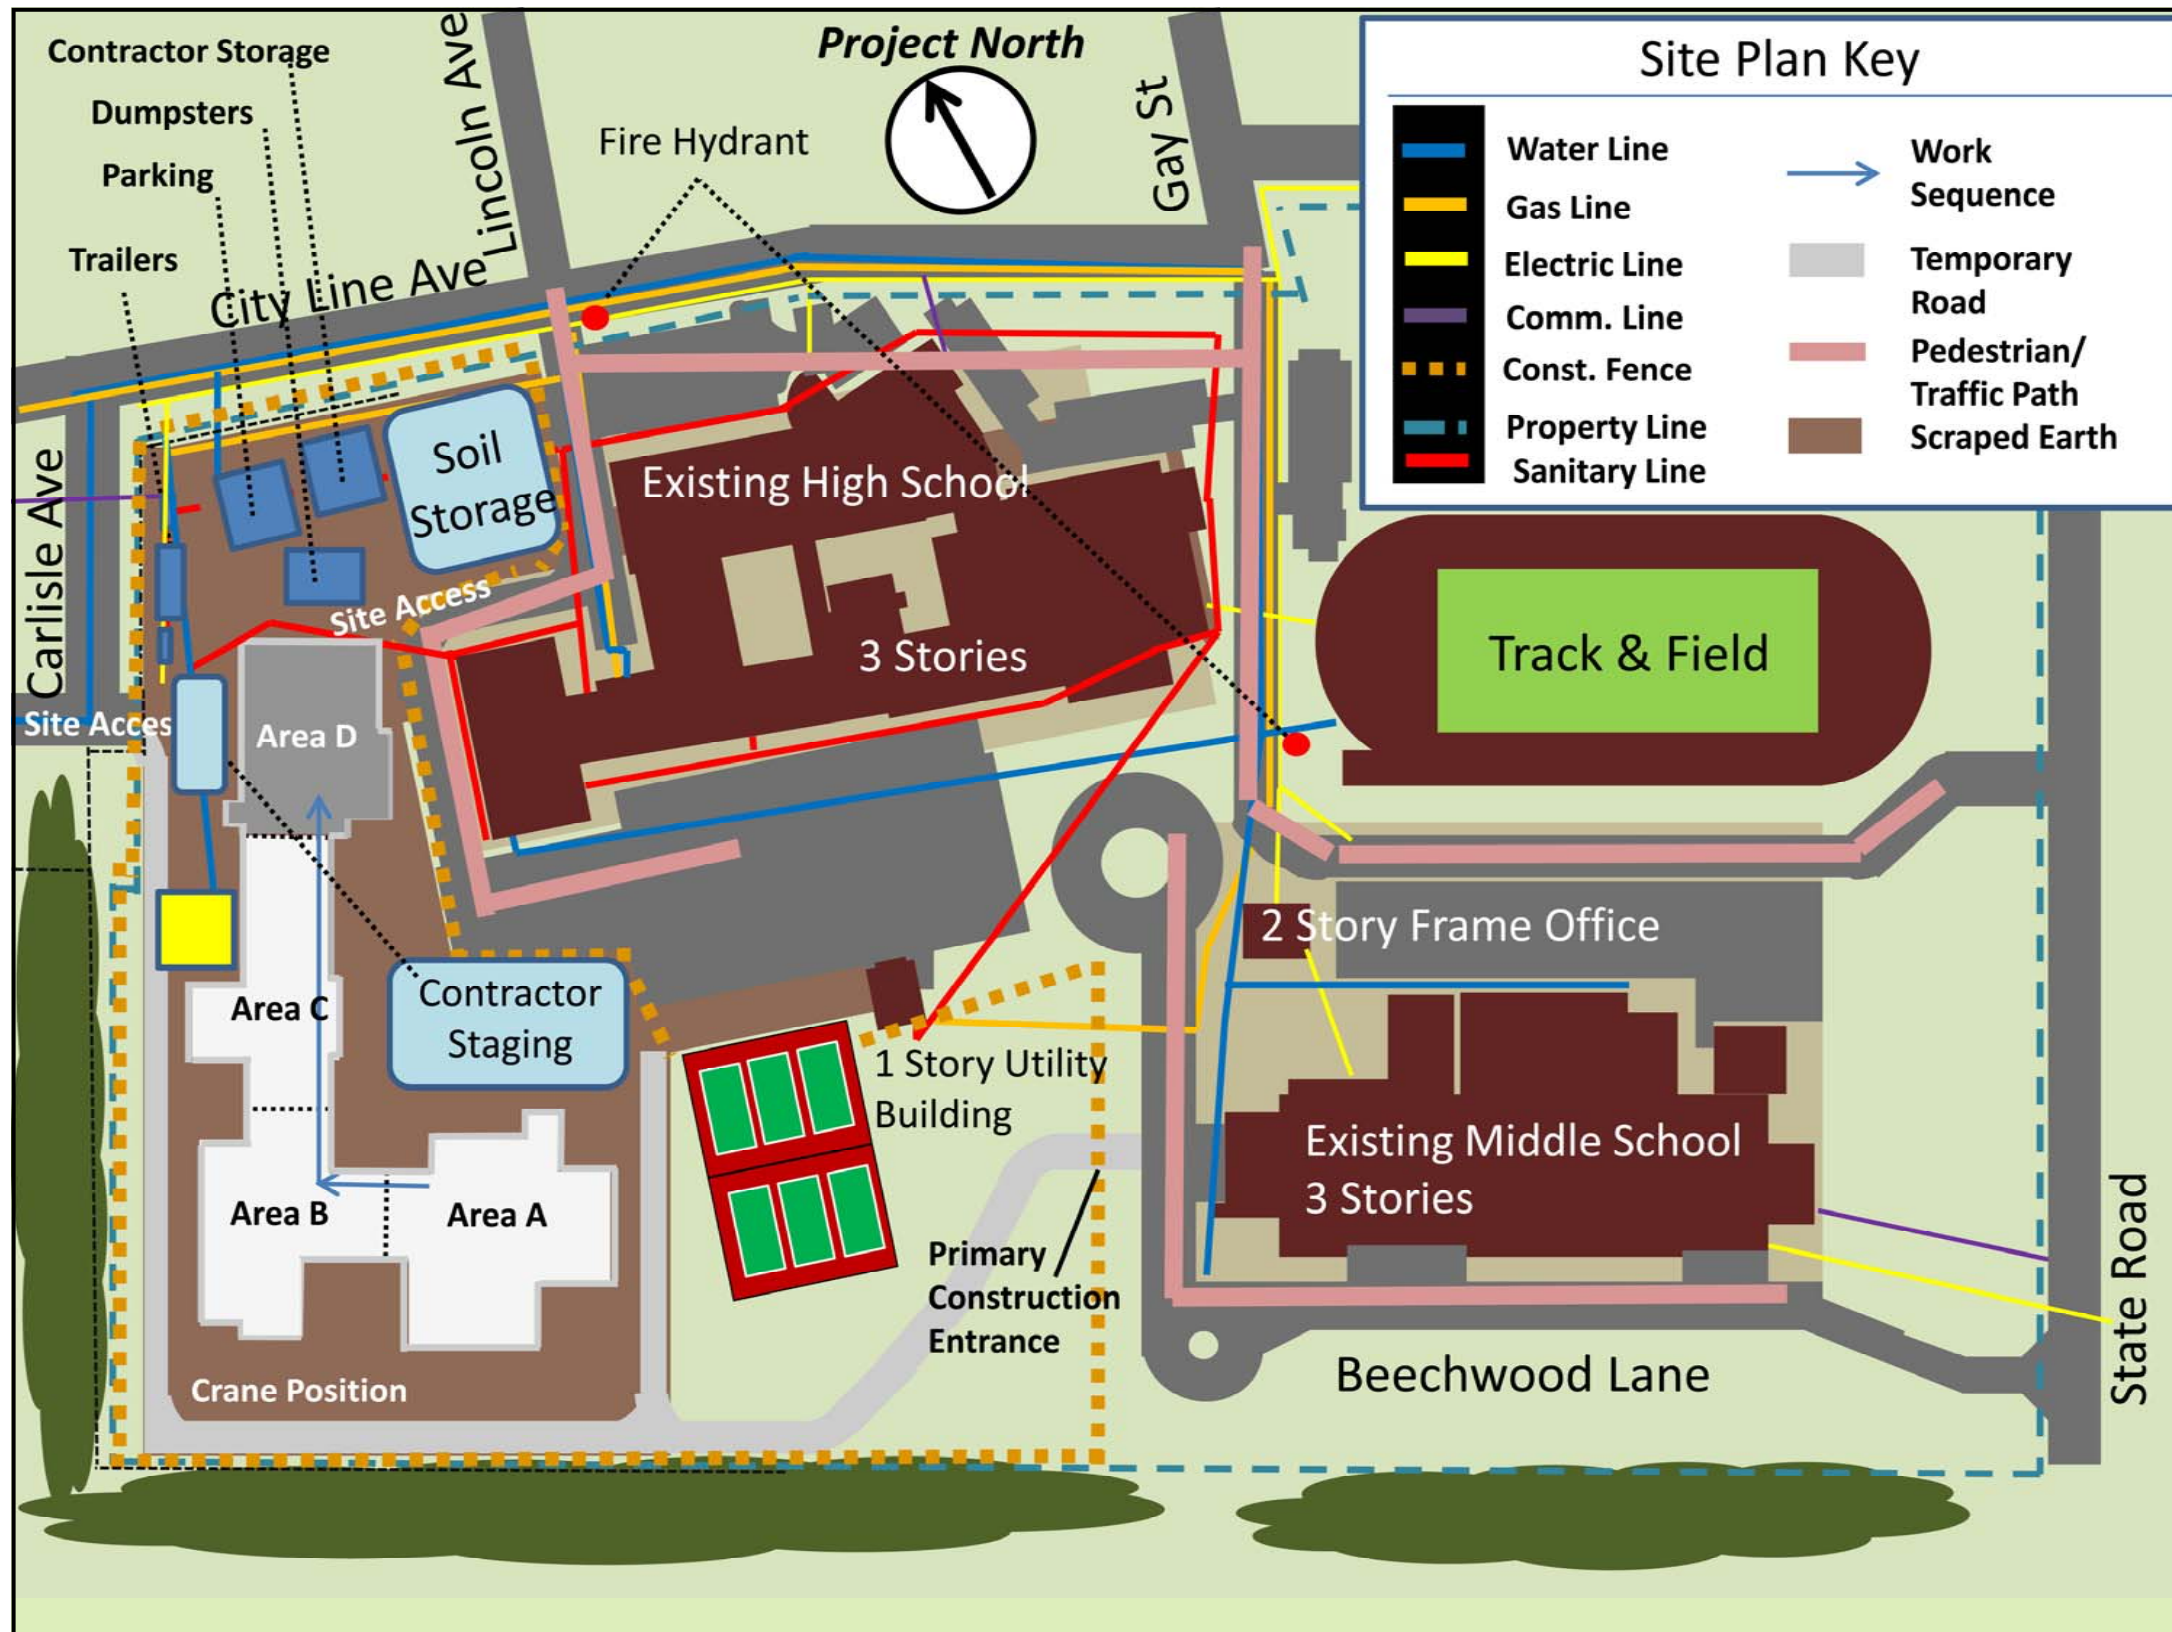 Contractor Storage
Dumpsters
Parking
Trailers
City Line Ave
Lincoln Ave
Project North
Fire Hydrant
Gay St
Site Plan Key
Water Line
Gas Line
Electric Line
Comm. Line
Const. Fence
Property Line
Sanitary Line
Work
Sequence
Temporary
Road
Pedestrian/
Traffic Path
Scraped Earth
Soil
Storage
Existing High School
3 Stories
Site Access
Carlisle Ave
Site Acces
Area D
Track & Field
2 Story Frame Office
Area C
Contractor
Staging
1 Story Utility
Building
Existing Middle School
3 Stories
Area B
Area A
Primary
Construction
Entrance
Crane Position
Beechwood Lane
State Road